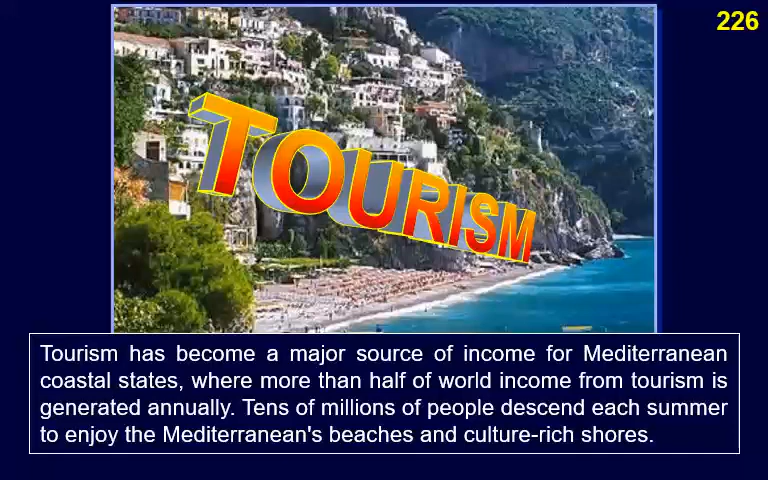 226
TOURISM
Tourism has become a major source of income for Mediterranean
coastal states, where more than half of world income from tourism is
generated annually. Tens of millions of people descend each summer
to enjoy the Mediterranean's beaches and culture-rich shores.